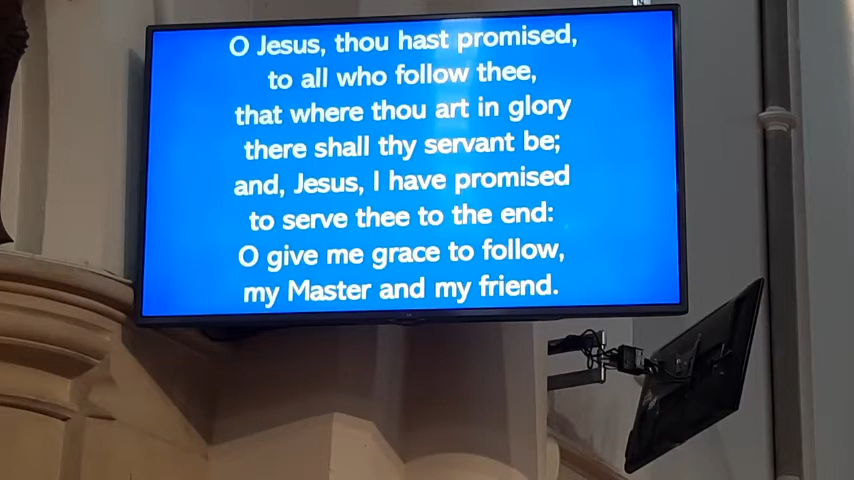 O Jesus, thou hast promised,
to all who follow thee,
that where thou art in glory
there shall thy servant be;
and, Jesus, I have promised
to serve thee to the end:
O give me grace to follow,
my Master and my friend.